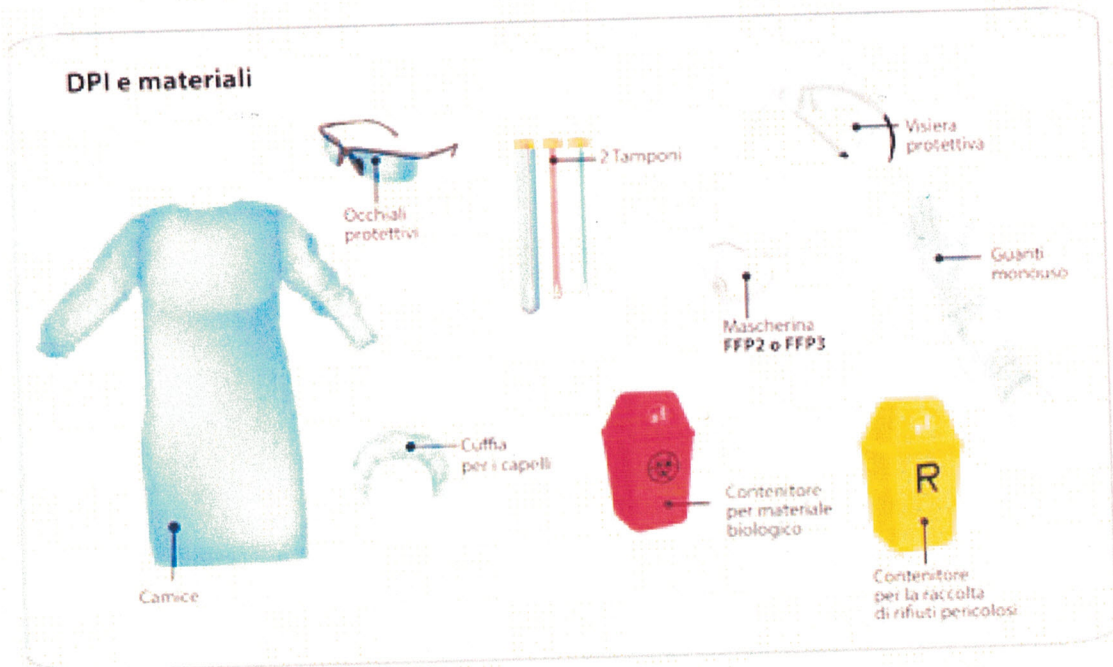 DPI e materiali
Occhiali
protettivi
2 Tamponi
Visiera
protettiva
Guanti
monouso
Mascherina
FFP2 o FFP3
Cuffia
per i capelli
Contenitore
per materiale
biologico
R
Contenitore
per la raccolta
di rifiuti pericolosi
Camice